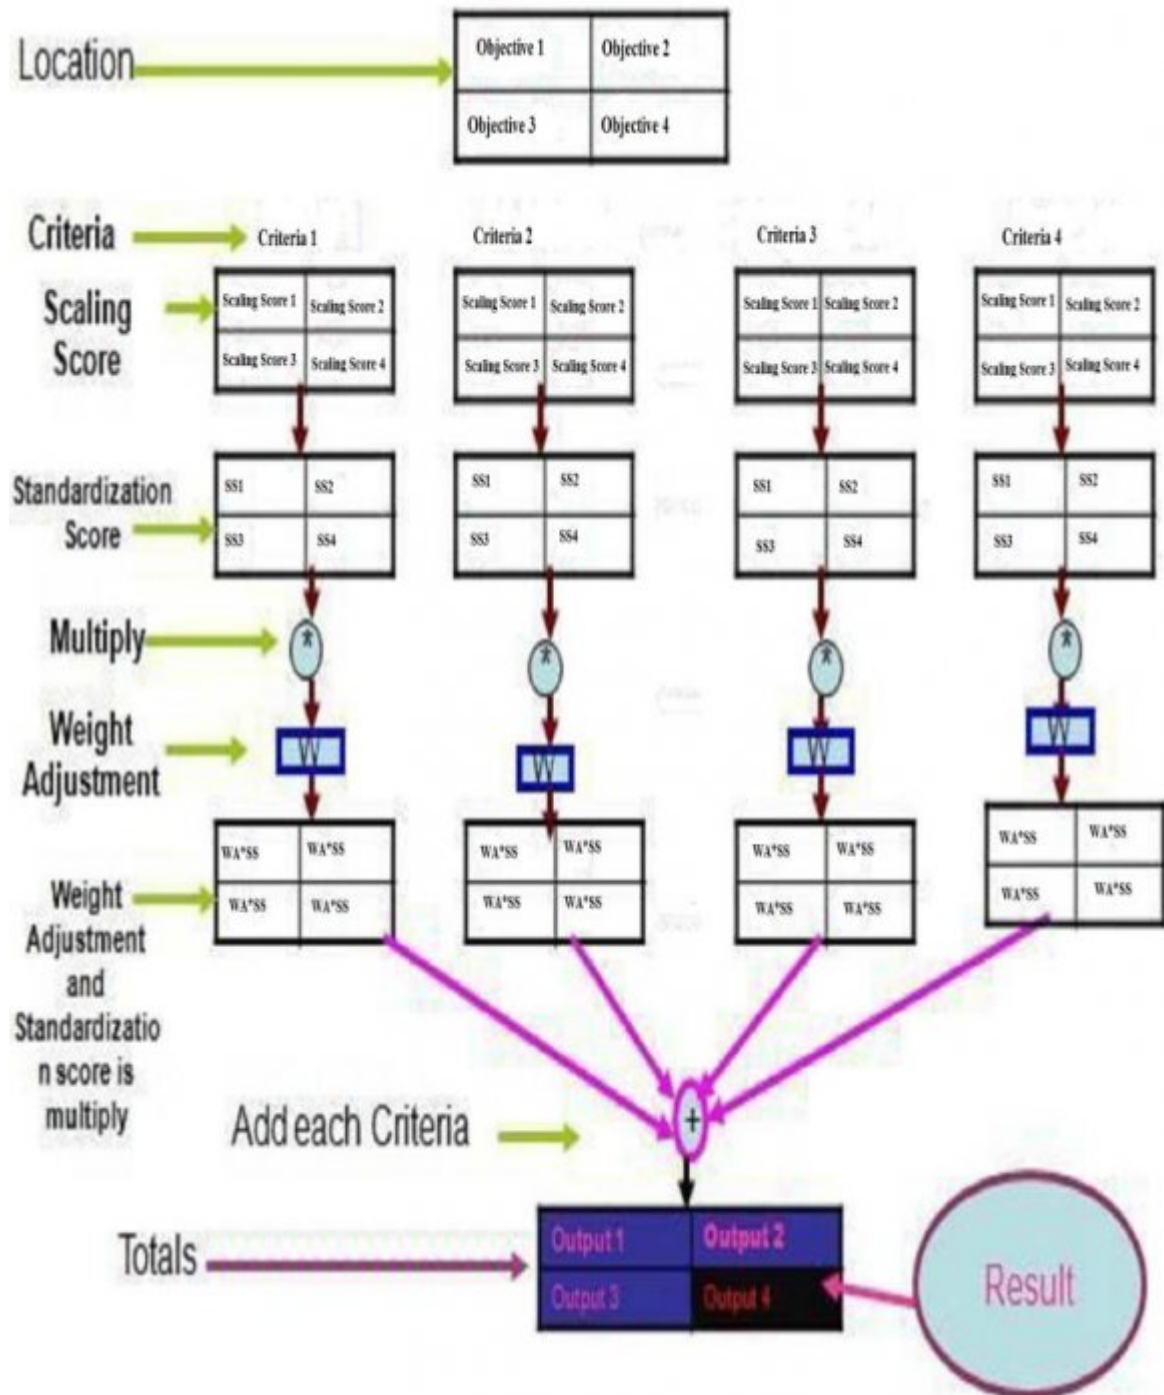 Location
Objective 1 Objective 2
Objective 3 Objective 4
Criteria
Criteria 1 Criteria 2 Criteria 3 Criteria 4
Scaling
Score
Scaling Score 1 Scaling Score 2
Scaling Score 3 Scaling Score 4
Scaling Score 1 Scaling Score 2
Scaling Score 3 Scaling Score 4
Scaling Score 1 Scaling Score 2
Scaling Score 3 Scaling Score 4
Scaling Score 1 Scaling Score 2
Scaling Score 3 Scaling Score 4
Standardization
Score
SS1 SS2
SS3 SS4
SS1 SS2
SS3 SS4
SS1 SS2
SS3 SS4
SS1 SS2
SS3 SS4
Multiply
* * * *
Weight
Adjustment
W W W W
Weight
Adjustment
and
Standardizatio
n score is
multiply
WA*SS WA*SS
WA*SS WA*SS
WA*SS WA*SS
WA*SS WA*SS
WA*SS WA*SS
WA*SS WA*SS
WA*SS WA*SS
WA*SS WA*SS
Add each Criteria
+
Totals
Output 1 Output 2
Output 3 Output 4
Result